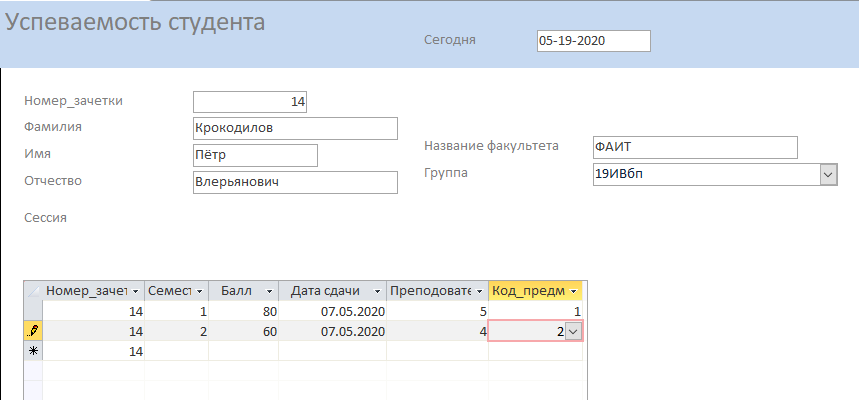 Успеваемость студента
Сегодня 05-19-2020
Номер_зачетки 14
Фамилия Крокодилов
Имя Пётр
Название факультета ФАИТ
Отчество Влерьянович
Группа 19ИВбп
Сессия
Номер_зачет Семест Балл Дата сдачи Преподовате Код_предм
14 1 80 07.05.2020 5 1
14 2 60 07.05.2020 4 2
14